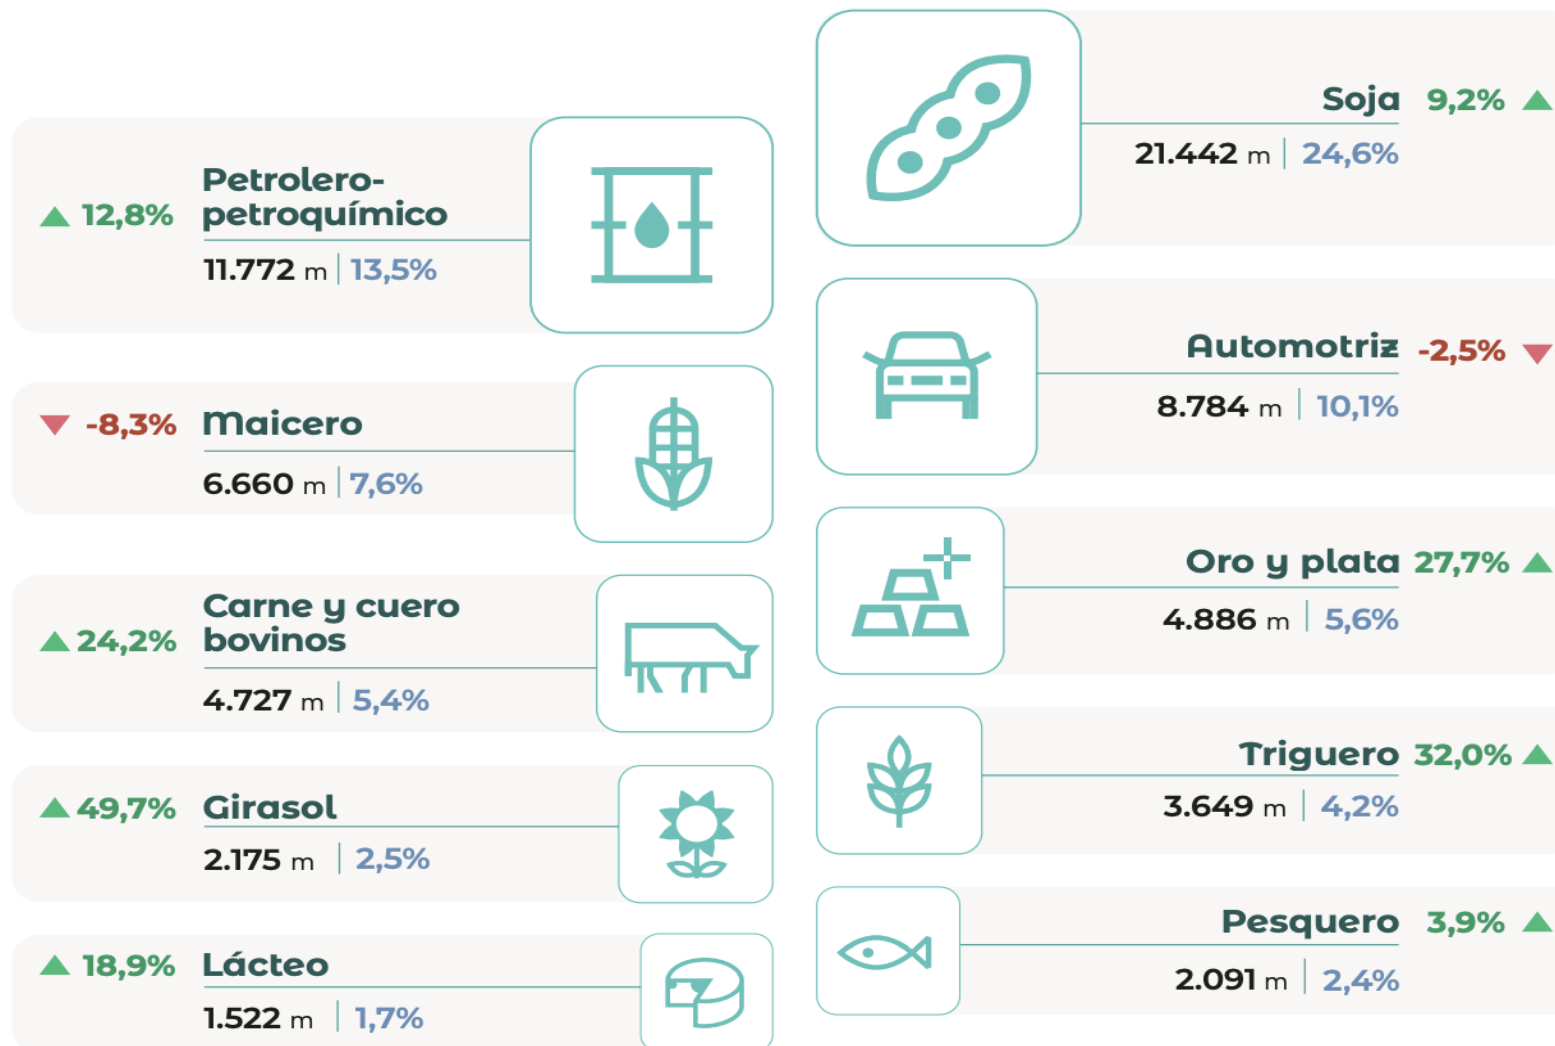 Soja 9,2%
21.442 m | 24,6%
Petrolero-
petroquímico
12,8%
11.772 m | 13,5%
Automotriz -2,5%
8.784 m | 10,1%
-8,3% Maicero
6.660 m | 7,6%
Oro y plata 27,7%
4.886 m | 5,6%
Carne y cuero
bovinos
24,2%
4.727 m | 5,4%
Triguero 32,0%
3.649 m | 4,2%
49,7% Girasol
2.175 m | 2,5%
Pesquero 3,9%
2.091 m | 2,4%
18,9% Lácteo
1.522 m | 1,7%